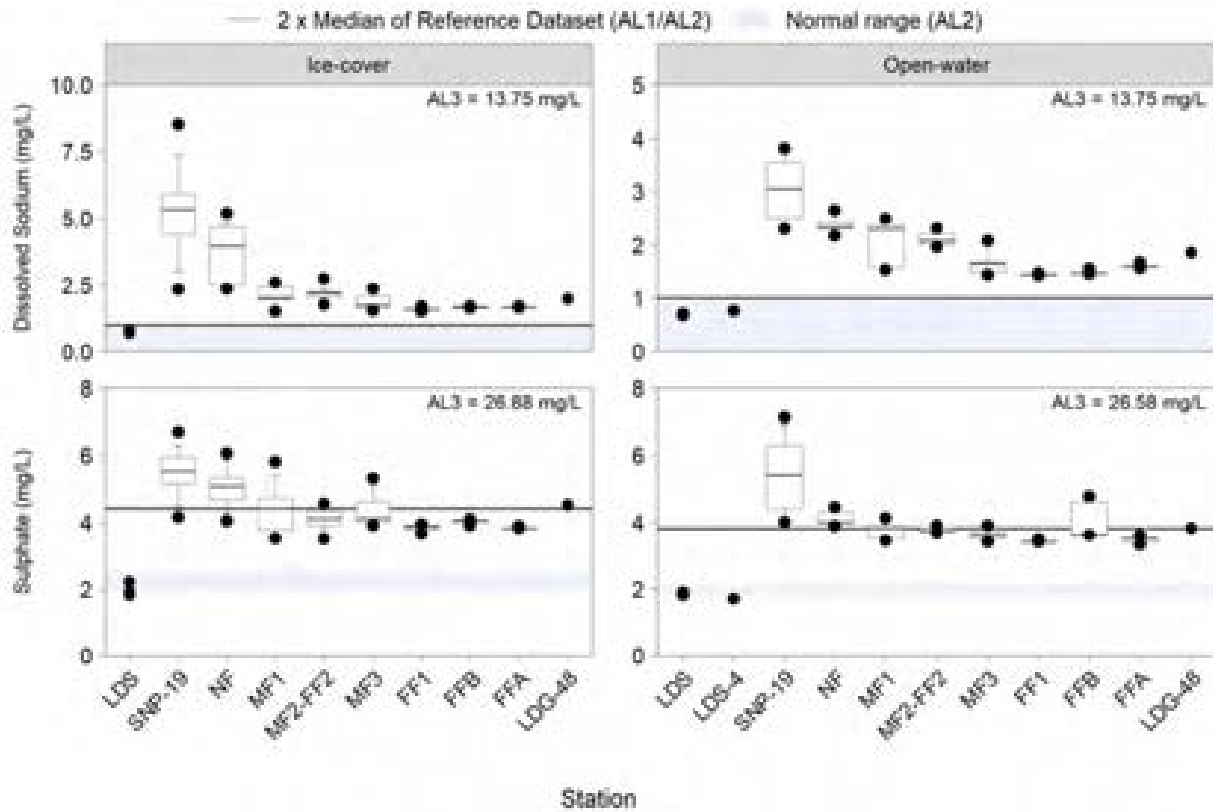 2 x Median of Reference Dataset (AL1/AL2) Normal range (AL2)
Ice-cover Open-water
Dissolved Sodium (mg/L)
10.0
7.5
5.0
2.5
0.0
AL3 = 13.75 mg/L
5
4
3
2
1
0
AL3 = 13.75 mg/L
Sulphate (mg/L)
8
6
4
2
0
AL3 = 26.68 mg/L
8
6
4
2
0
AL3 = 26.58 mg/L
LDS SNP-19 NF MF1 MF2-FF2 MF3 FF1 FFB FFA LDG-48
LDS LDS-4 SNP-19 NF MF1 MF2-FF2 MF3 FF1 FFB FFA LDG-48
Station